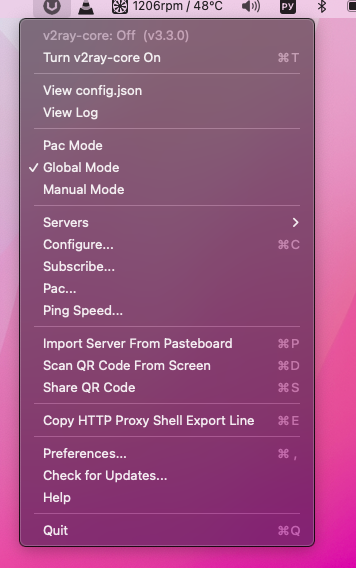 1206rpm / 48°C РУ
v2ray-core: Off (v3.3.0)
Turn v2ray-core On ⌘T
View config.json
View Log
Pac Mode
✓ Global Mode
Manual Mode
Servers
Configure... ⌘C
Subscribe...
Pac...
Ping Speed...
Import Server From Pasteboard ⌘P
Scan QR Code From Screen ⌘D
Share QR Code ⌘S
Copy HTTP Proxy Shell Export Line ⌘E
Preferences... ⌘,
Check for Updates...
Help
Quit ⌘Q